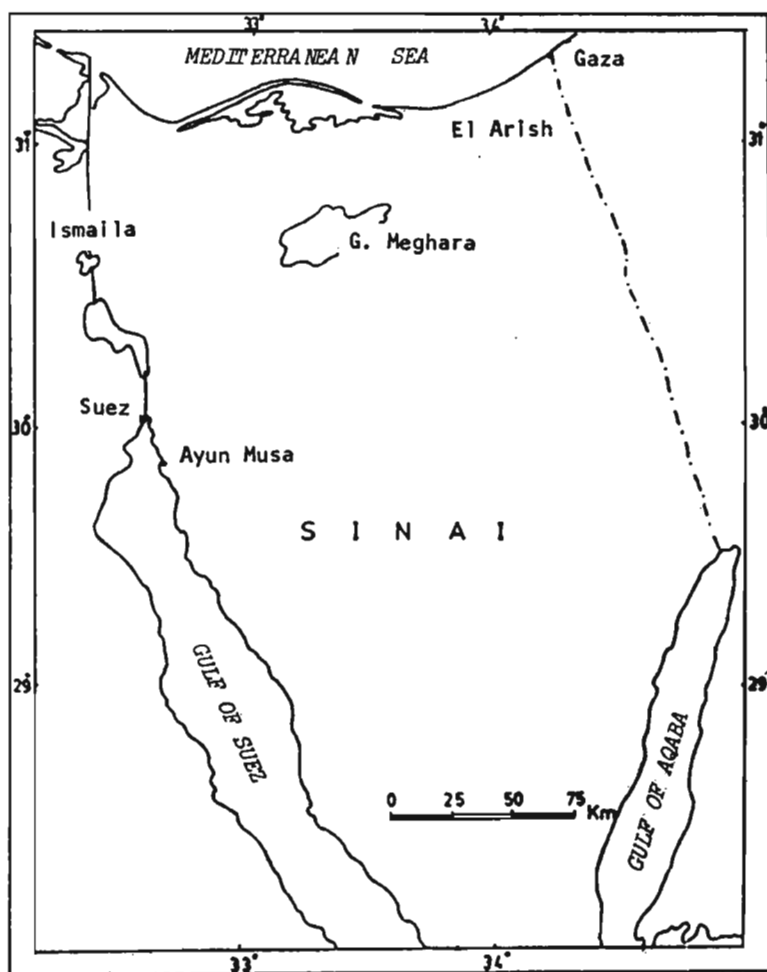 33°
34°
MEDITERRANEAN SEA
Gaza
El Arish
31°
31°
Ismaila
G. Meghara
Suez
30°
30°
Ayun Musa
SINAI
GULF OF SUEZ
29°
29°
GULF OF AQABA
0 25 50 75 Km
33°
34°